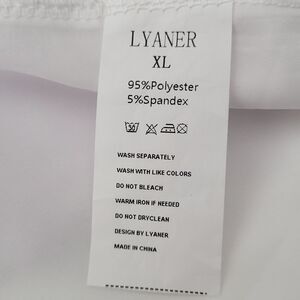 LYANER
XL
95%Polyester
5%Spandex
WASH SEPARATELY
WASH WITH LIKE COLORS
DO NOT BLEACH
WARM IRON IF NEEDED
DO NOT DRYCLEAN
DESIGN BY LYANER
MADE IN CHINA